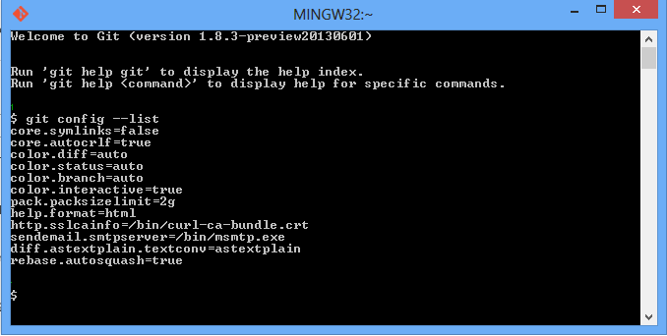 MINGW32:~
Welcome to Git (version 1.8.3-preview20130601)
Run 'git help git' to display the help index.
Run 'git help <command>' to display help for specific commands.
$ git config --list
core.symlinks=false
core.autocrlf=true
color.diff=auto
color.status=auto
color.branch=auto
color.interactive=true
pack.packsizelimit=2g
help.format=html
http.sslcainfo=/bin/curl-ca-bundle.crt
sendemail.smtpserver=/bin/msmtp.exe
diff.astextplain.textconv=astextplain
rebase.autosquash=true
$